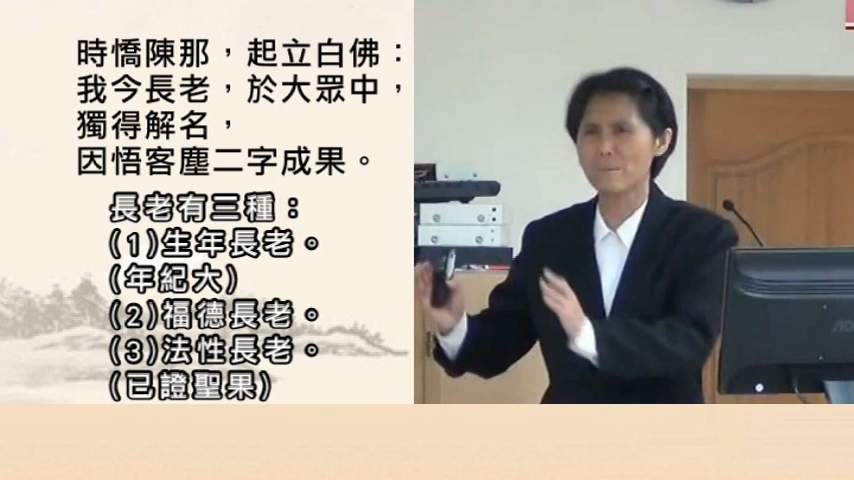 時憍陳那，起立白佛：
我今長老，於大眾中，
獨得解名，
因悟客塵二字成果。
長老有三種：
(1)生年長老。
(年紀大)
(2)福德長老。
(3)法性長老。
(已證聖果)
AOC